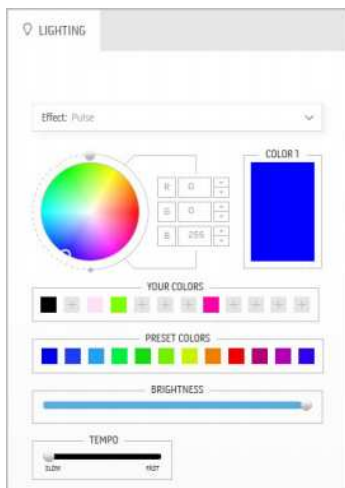 LIGHTING
Effect: Pulse
COLOR 1
R 0
G 0
B 255
YOUR COLORS
PRESET COLORS
BRIGHTNESS
TEMPO
SLOW FAST